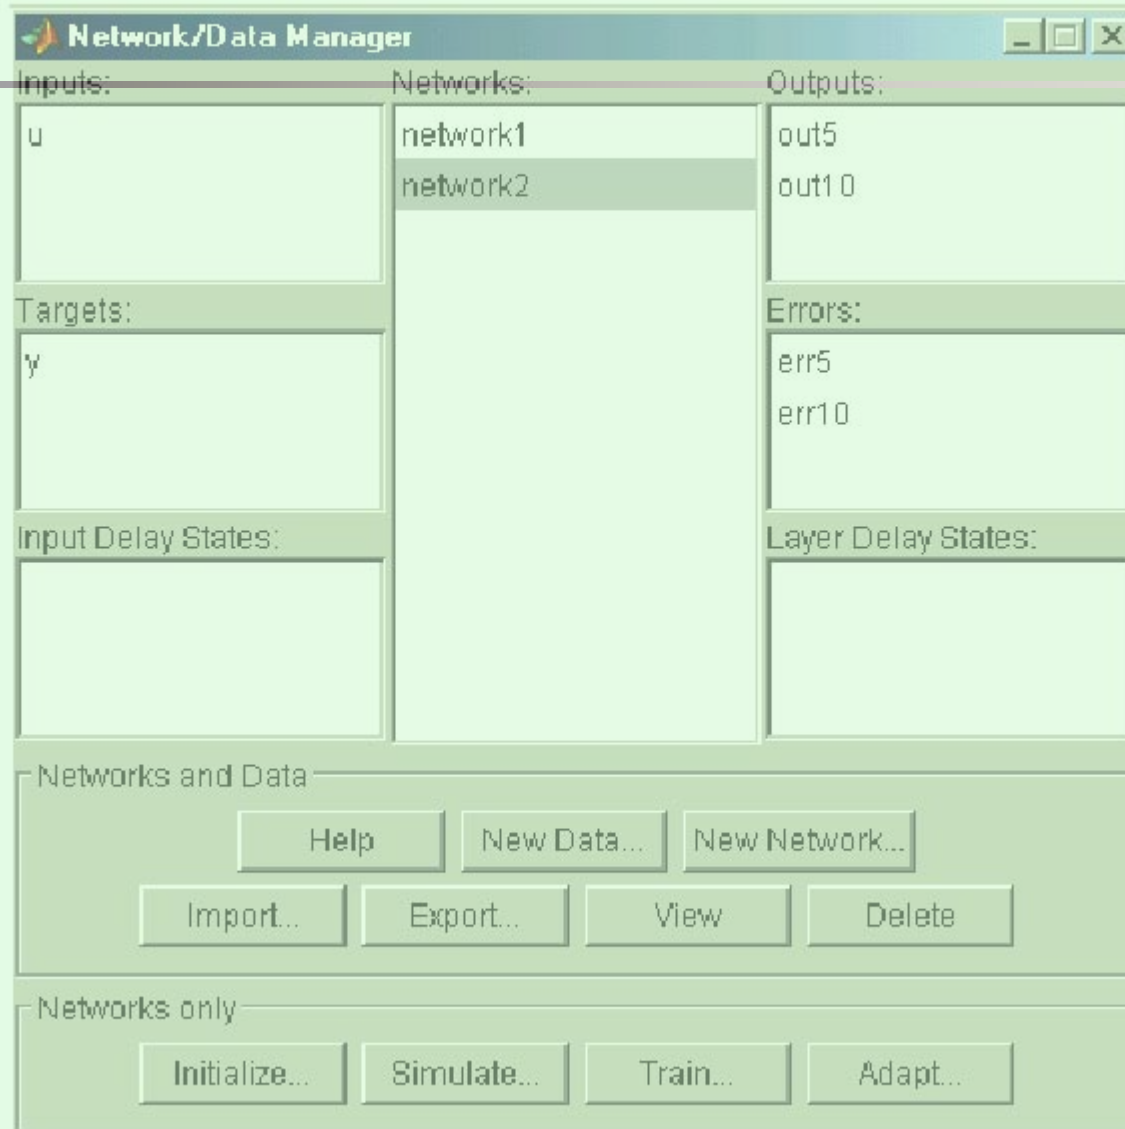 Network/Data Manager
Inputs: Networks: Outputs:
u network1 out5
network2 out10
Targets: Errors:
y err5
err10
Input Delay States: Layer Delay States:
Networks and Data
Help New Data... New Network...
Import... Export... View Delete
Networks only
Initialize... Simulate... Train... Adapt...